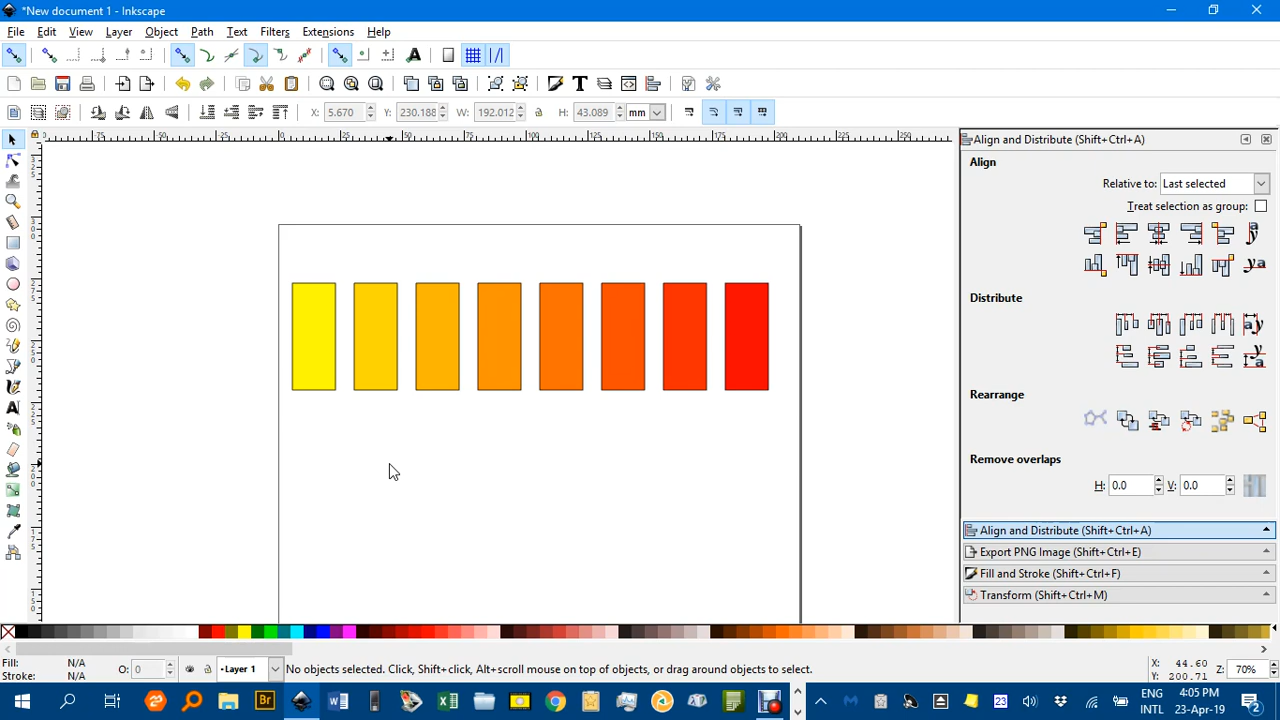 *New document 1 - Inkscape
File Edit View Layer Object Path Text Filters Extensions Help
X: 5.670 Y: 230.188 W: 192.012 H: 43.089 mm
Align and Distribute (Shift+Ctrl+A)
Align
Relative to: Last selected
Treat selection as group:
Distribute
Rearrange
Remove overlaps
H: 0.0 V: 0.0
Align and Distribute (Shift+Ctrl+A)
Export PNG Image (Shift+Ctrl+E)
Fill and Stroke (Shift+Ctrl+F)
Transform (Shift+Ctrl+M)
Fill: N/A O: 0 Layer 1 No objects selected. Click, Shift+click, Alt+scroll mouse on top of objects, or drag around objects to select. X: 44.60 Z: 70%
Stroke: N/A Y: 200.71
Br 23 ENG 4:05 PM
INTL 23-Apr-19 2